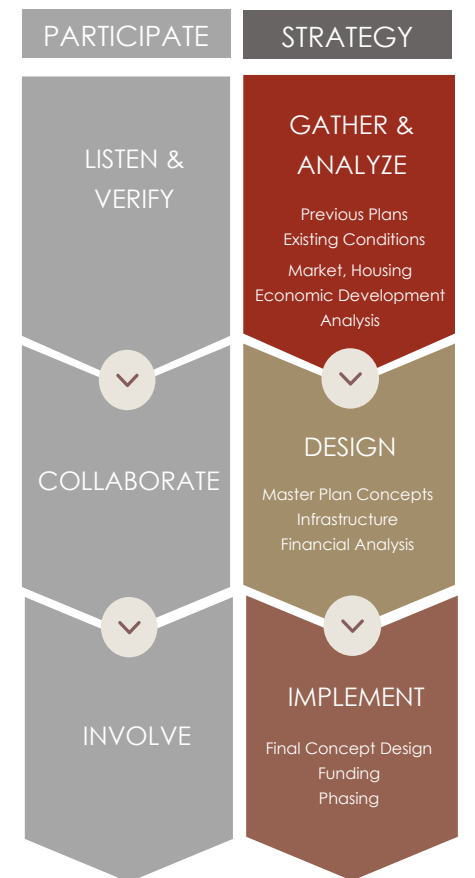 PARTICIPATE
LISTEN &
VERIFY
COLLABORATE
INVOLVE
STRATEGY
GATHER &
ANALYZE
Previous Plans
Existing Conditions
Market, Housing
Economic Development
Analysis
DESIGN
Master Plan Concepts
Infrastructure
Financial Analysis
IMPLEMENT
Final Concept Design
Funding
Phasing